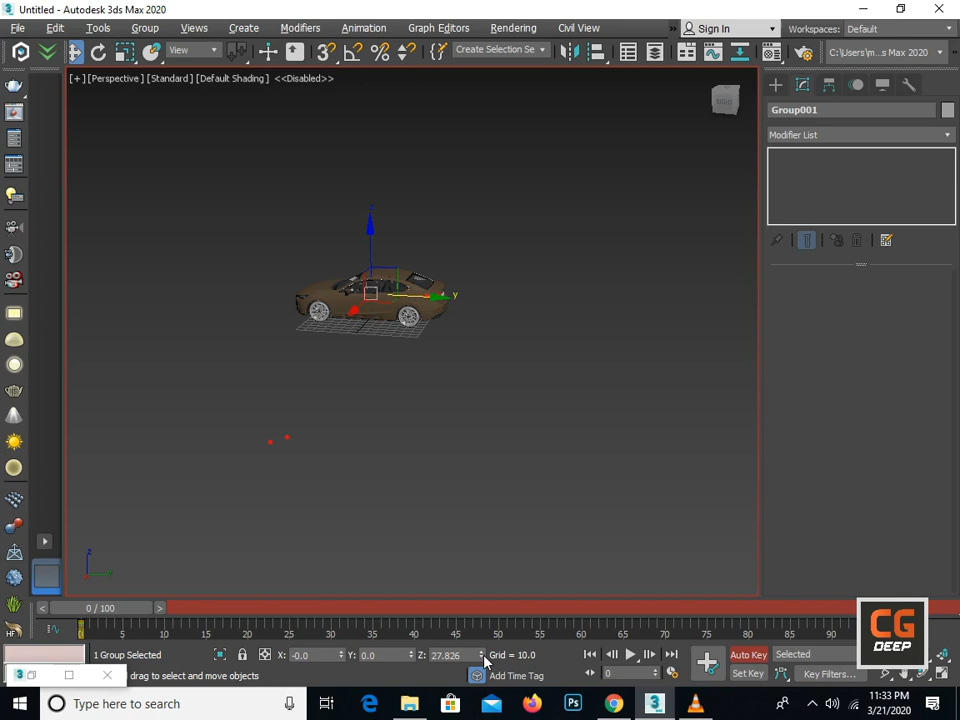 Untitled - Autodesk 3ds Max 2020
File Edit Tools Group Views Create Modifiers Animation Graph Editors Rendering Civil View » Sign In Workspaces: Default
View Create Selection Se C:\Users\m...s Max 2020
[+] [Perspective ] [Standard ] [Default Shading ] <<Disabled>>
Group001
Modifier List
z
y
z
< 0 / 100 >
5 10 15 20 25 30 35 40 45 50 55 60 65 70 75 80 85 90
1 Group Selected X: -0.0 Y: 0.0 Z: 27.826 Grid = 10.0 Auto Key Selected
3 drag to select and move objects Add Time Tag 0 Set Key Key Filters...
CG
DEEP
Type here to search
11:33 PM
3/21/2020